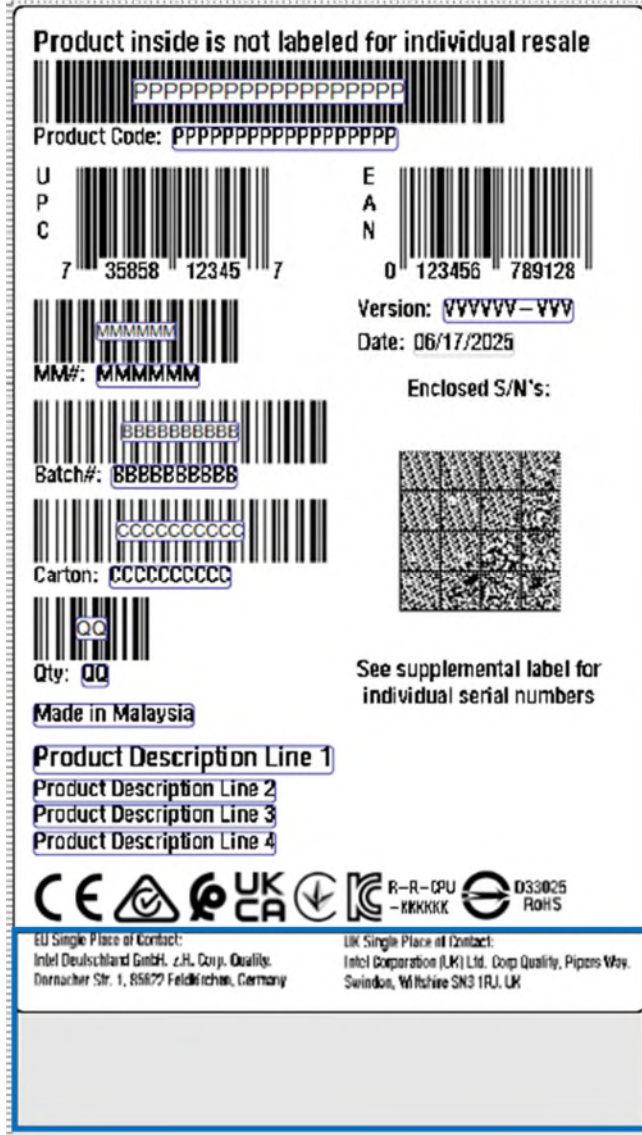 Product inside is not labeled for individual resale
PPPPPPPPPPPPPPPPPP
Product Code: PPPPPPPPPPPPPPPPPP
UPC
7 35858 12345 7
EAN
0 123456 789128
MMMMMM
MM#: MMMMMM
BBBBBBBBBB
Batch#: BBBBBBBBBB
CCCCCCCCCC
Carton: CCCCCCCCCC
QQ
Qty: QQ
Version: VVVVVV-VVV
Date: 06/17/2025
Enclosed S/N's:
See supplemental label for
individual serial numbers
Made in Malaysia
Product Description Line 1
Product Description Line 2
Product Description Line 3
Product Description Line 4
CE UK
CA
R-R-CPU
-KKKKKK
D33025
RoHS
EU Single Place of Contact:
Intel Deutschland GmbH. z.H. Corp. Quality.
Dornacher Str. 1, 85622 Feldkirchen, Germany
UK Single Place of Contact:
Intel Corporation (UK) Ltd. Corp Quality, Pipers Way.
Swindon, Wiltshire SN3 1RJ. UK